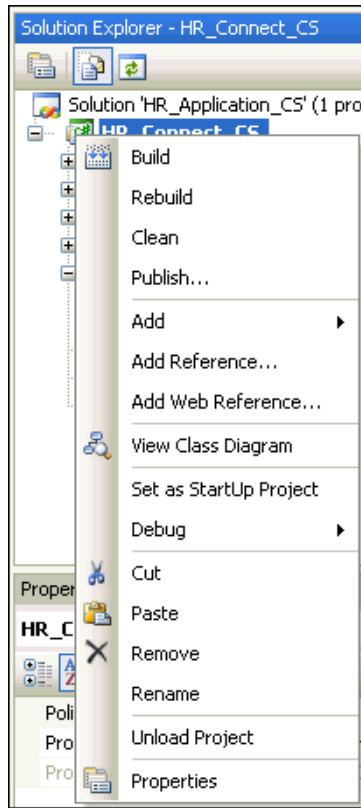 Solution Explorer - HR_Connect_CS
Solution 'HR_Application_CS' (1 pro
HR_Connect_CS
Build
Rebuild
Clean
Publish...
Add
Add Reference...
Add Web Reference...
View Class Diagram
Set as StartUp Project
Debug
Cut
Paste
Remove
Rename
Unload Project
Properties
Proper
HR_C
Poli
Pro
Pro